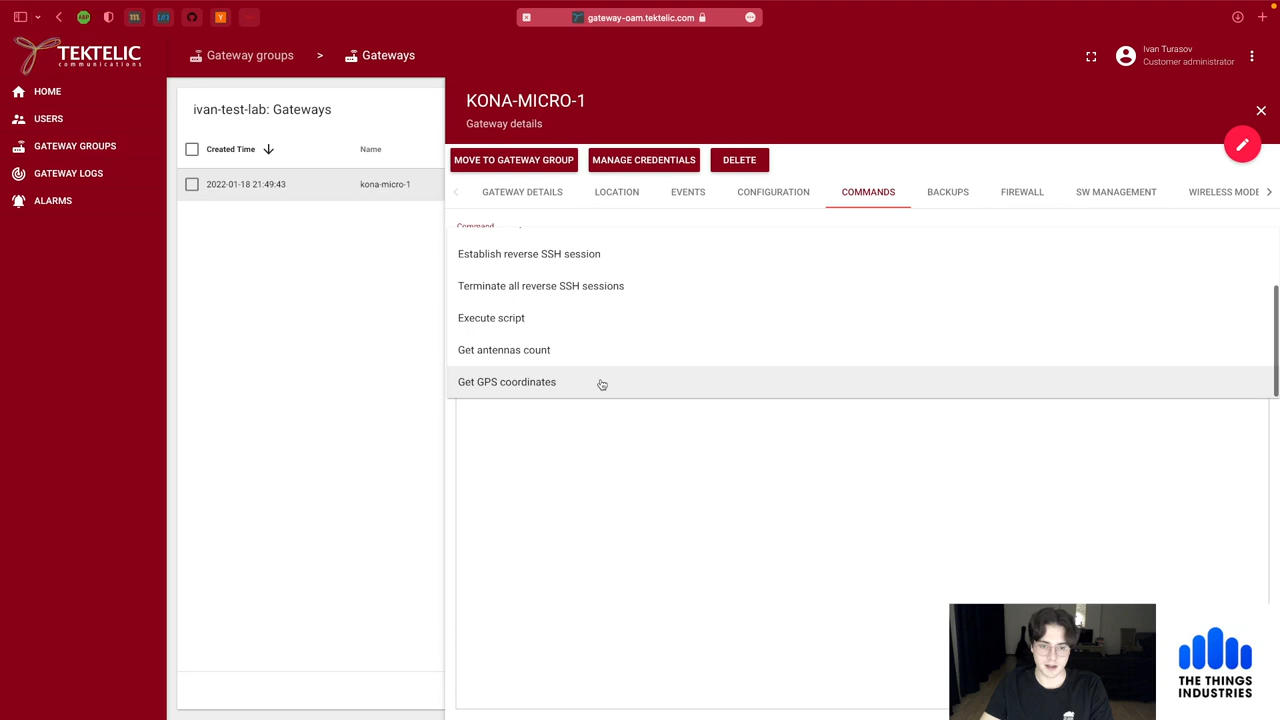 gateway-oam.tektelic.com
TEKTELIC
communications
Gateway groups > Gateways
Ivan Turasov
Customer administrator
HOME
USERS
GATEWAY GROUPS
GATEWAY LOGS
ALARMS
ivan-test-lab: Gateways
Created Time Name
2022-01-18 21:49:43 kona-micro-1
KONA-MICRO-1
Gateway details
MOVE TO GATEWAY GROUP MANAGE CREDENTIALS DELETE
GATEWAY DETAILS LOCATION EVENTS CONFIGURATION COMMANDS BACKUPS FIREWALL SW MANAGEMENT WIRELESS MODE
Command
Establish reverse SSH session
Terminate all reverse SSH sessions
Execute script
Get antennas count
Get GPS coordinates
THE THINGS
INDUSTRIES